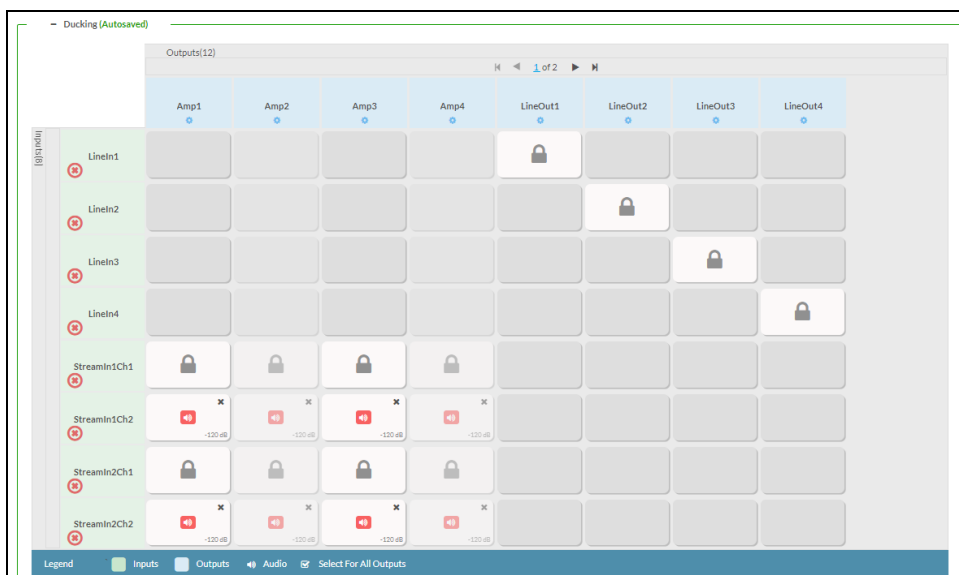 – Ducking (Autosaved)
Outputs(12)
1 of 2
Amp1 Amp2 Amp3 Amp4 LineOut1 LineOut2 LineOut3 LineOut4
Inputs(8)
LineIn1
LineIn2
LineIn3
LineIn4
StreamIn1Ch1
StreamIn1Ch2
-120 dB -120 dB -120 dB -120 dB
StreamIn2Ch1
StreamIn2Ch2
-120 dB -120 dB -120 dB -120 dB
Legend Inputs Outputs Audio Select For All Outputs